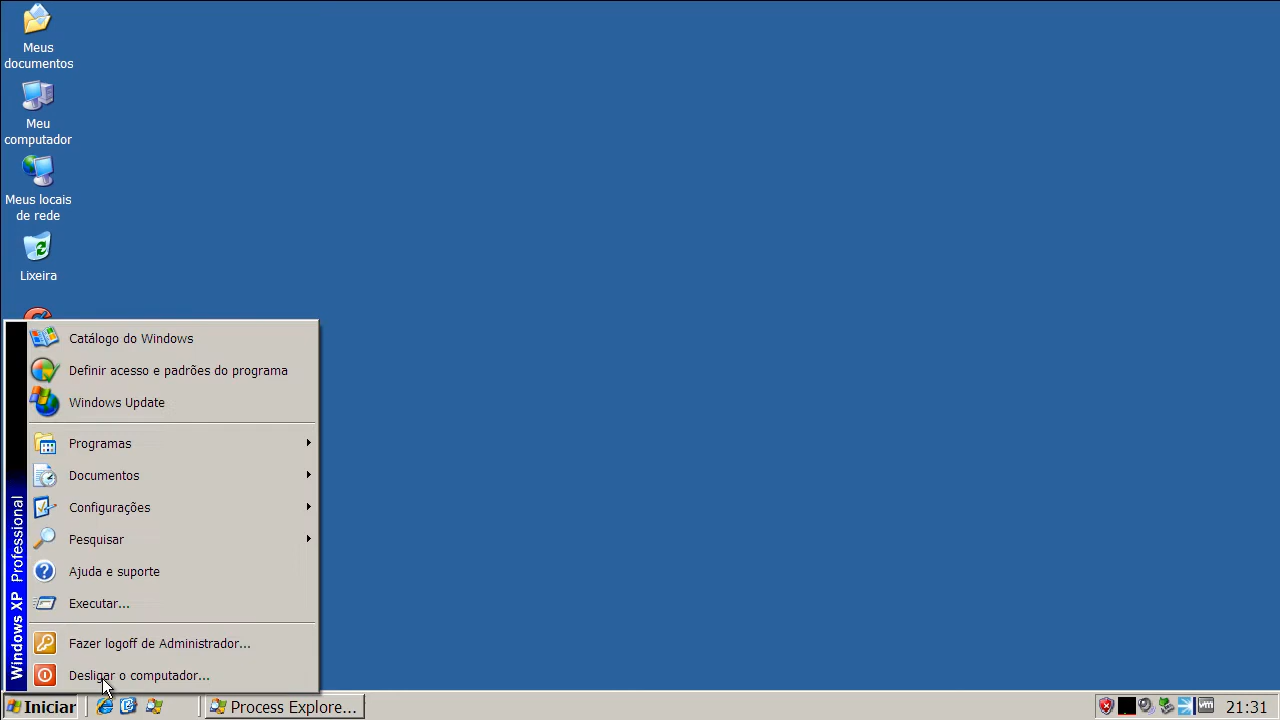 Meus
documentos
Meu
computador
Meus locais
de rede
Lixeira
Catálogo do Windows
Definir acesso e padrões do programa
Windows Update
Programas
Documentos
Configurações
Pesquisar
Ajuda e suporte
Executar...
Fazer logoff de Administrador...
Desligar o computador...
Windows XP Professional
Iniciar
Process Explore...
vm
21:31